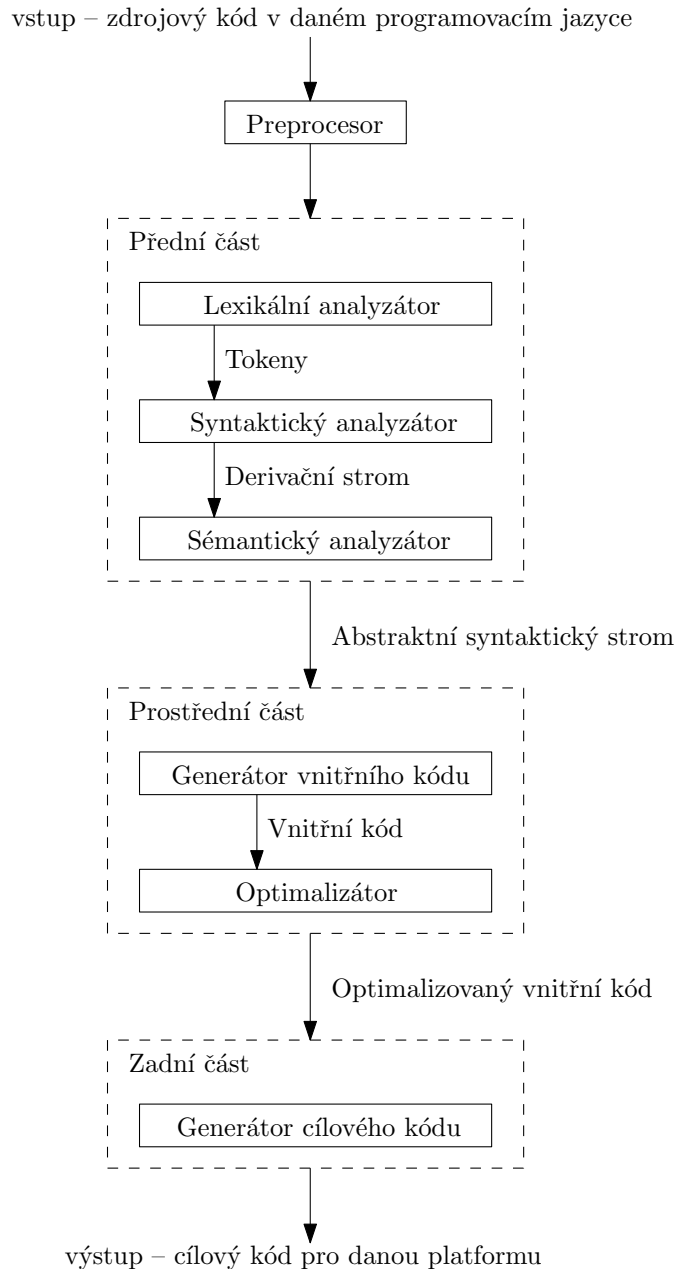 vstup – zdrojový kód v daném programovacím jazyce
Preprocesor
Přední část
Lexikální analyzátor
Tokeny
Syntaktický analyzátor
Derivační strom
Sémantický analyzátor
Abstraktní syntaktický strom
Prostřední část
Generátor vnitřního kódu
Vnitřní kód
Optimalizátor
Optimalizovaný vnitřní kód
Zadní část
Generátor cílového kódu
výstup – cílový kód pro danou platformu